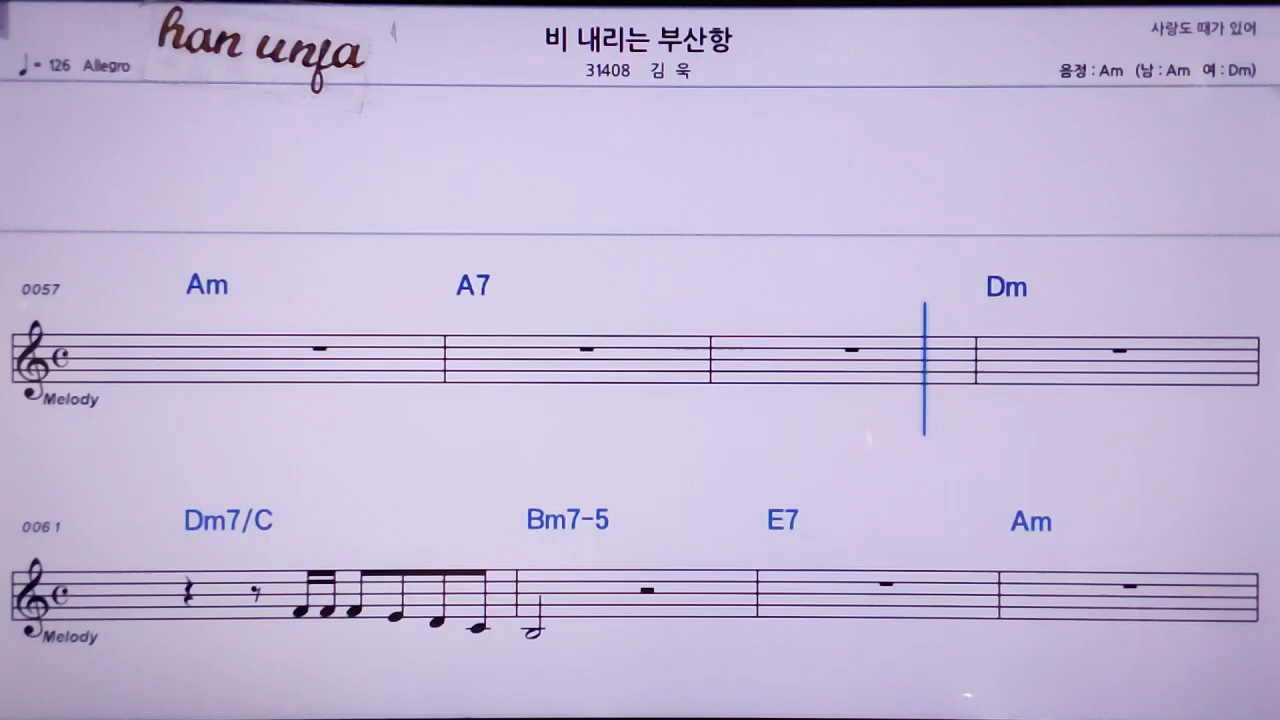 han unfa
비 내리는 부산항
사랑도 때가 있어
♩= 126 Allegro
31408 김 욱
음정 : Am (남 : Am 여 : Dm)
0057 Am A7 Dm
Melody
0061 Dm7/C Bm7-5 E7 Am
Melody